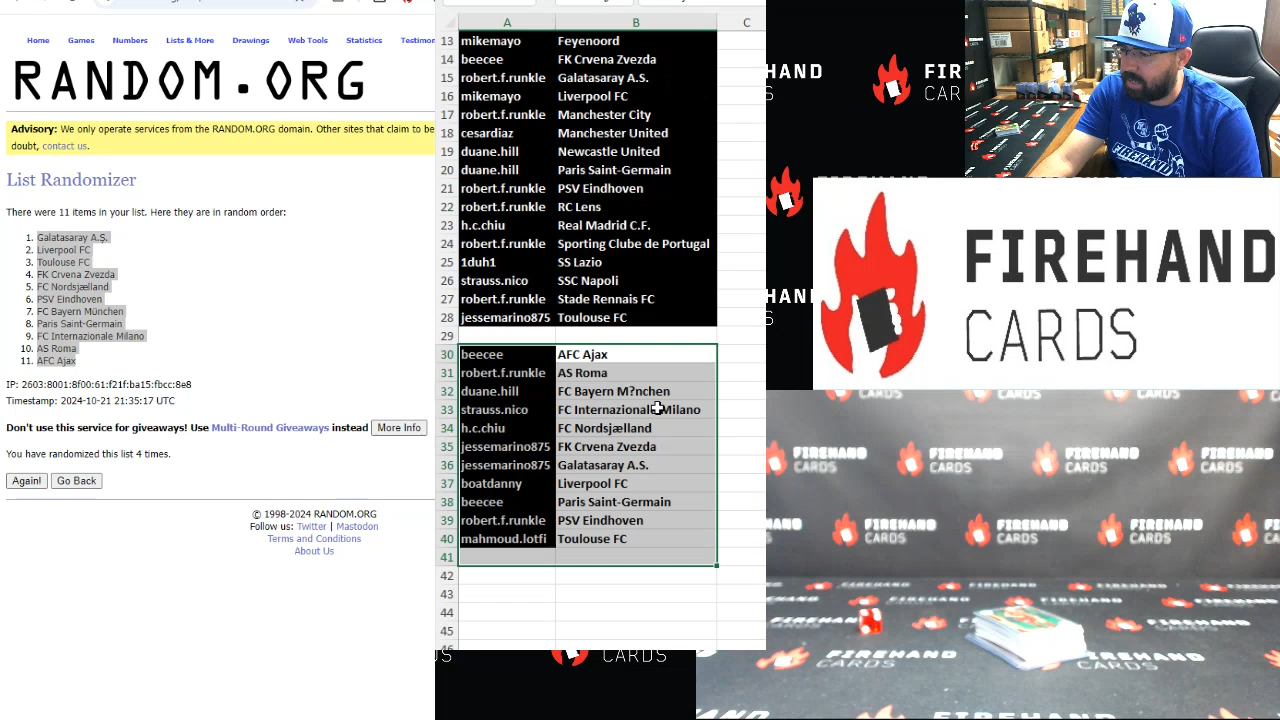 Home Games Numbers Lists & More Drawings Web Tools Statistics Testimon
RANDOM.ORG
Advisory: We only operate services from the RANDOM.ORG domain. Other sites that claim to be
doubt, contact us.
List Randomizer
There were 11 items in your list. Here they are in random order:
1. Galatasaray A.Ş.
2. Liverpool FC
3. Toulouse FC
4. FK Crvena Zvezda
5. FC Nordsjælland
6. PSV Eindhoven
7. FC Bayern München
8. Paris Saint-Germain
9. FC Internazionale Milano
10. AS Roma
11. AFC Ajax
IP: 2603:8001:8f00:61:f21f:ba15:fbcc:8e8
Timestamp: 2024-10-21 21:35:17 UTC
Don't use this service for giveaways! Use Multi-Round Giveaways instead More Info
You have randomized this list 4 times.
Again! Go Back
© 1998-2024 RANDOM.ORG
Follow us: Twitter | Mastodon
Terms and Conditions
About Us
A B C
13 mikemayo Feyenoord
14 beecee FK Crvena Zvezda
15 robert.f.runkle Galatasaray A.S.
16 mikemayo Liverpool FC
17 robert.f.runkle Manchester City
18 cesardiaz Manchester United
19 duane.hill Newcastle United
20 duane.hill Paris Saint-Germain
21 robert.f.runkle PSV Eindhoven
22 robert.f.runkle RC Lens
23 h.c.chiu Real Madrid C.F.
24 robert.f.runkle Sporting Clube de Portugal
25 1duh1 SS Lazio
26 strauss.nico SSC Napoli
27 robert.f.runkle Stade Rennais FC
28 jessemarino875 Toulouse FC
29
30 beecee AFC Ajax
31 robert.f.runkle AS Roma
32 duane.hill FC Bayern M?nchen
33 strauss.nico FC Internazionale Milano
34 h.c.chiu FC Nordsjælland
35 jessemarino875 FK Crvena Zvezda
36 jessemarino875 Galatasaray A.S.
37 boatdanny Liverpool FC
38 beecee Paris Saint-Germain
39 robert.f.runkle PSV Eindhoven
40 mahmoud.lotfi Toulouse FC
41
42
43
44
45
FIREHAND
CARDS